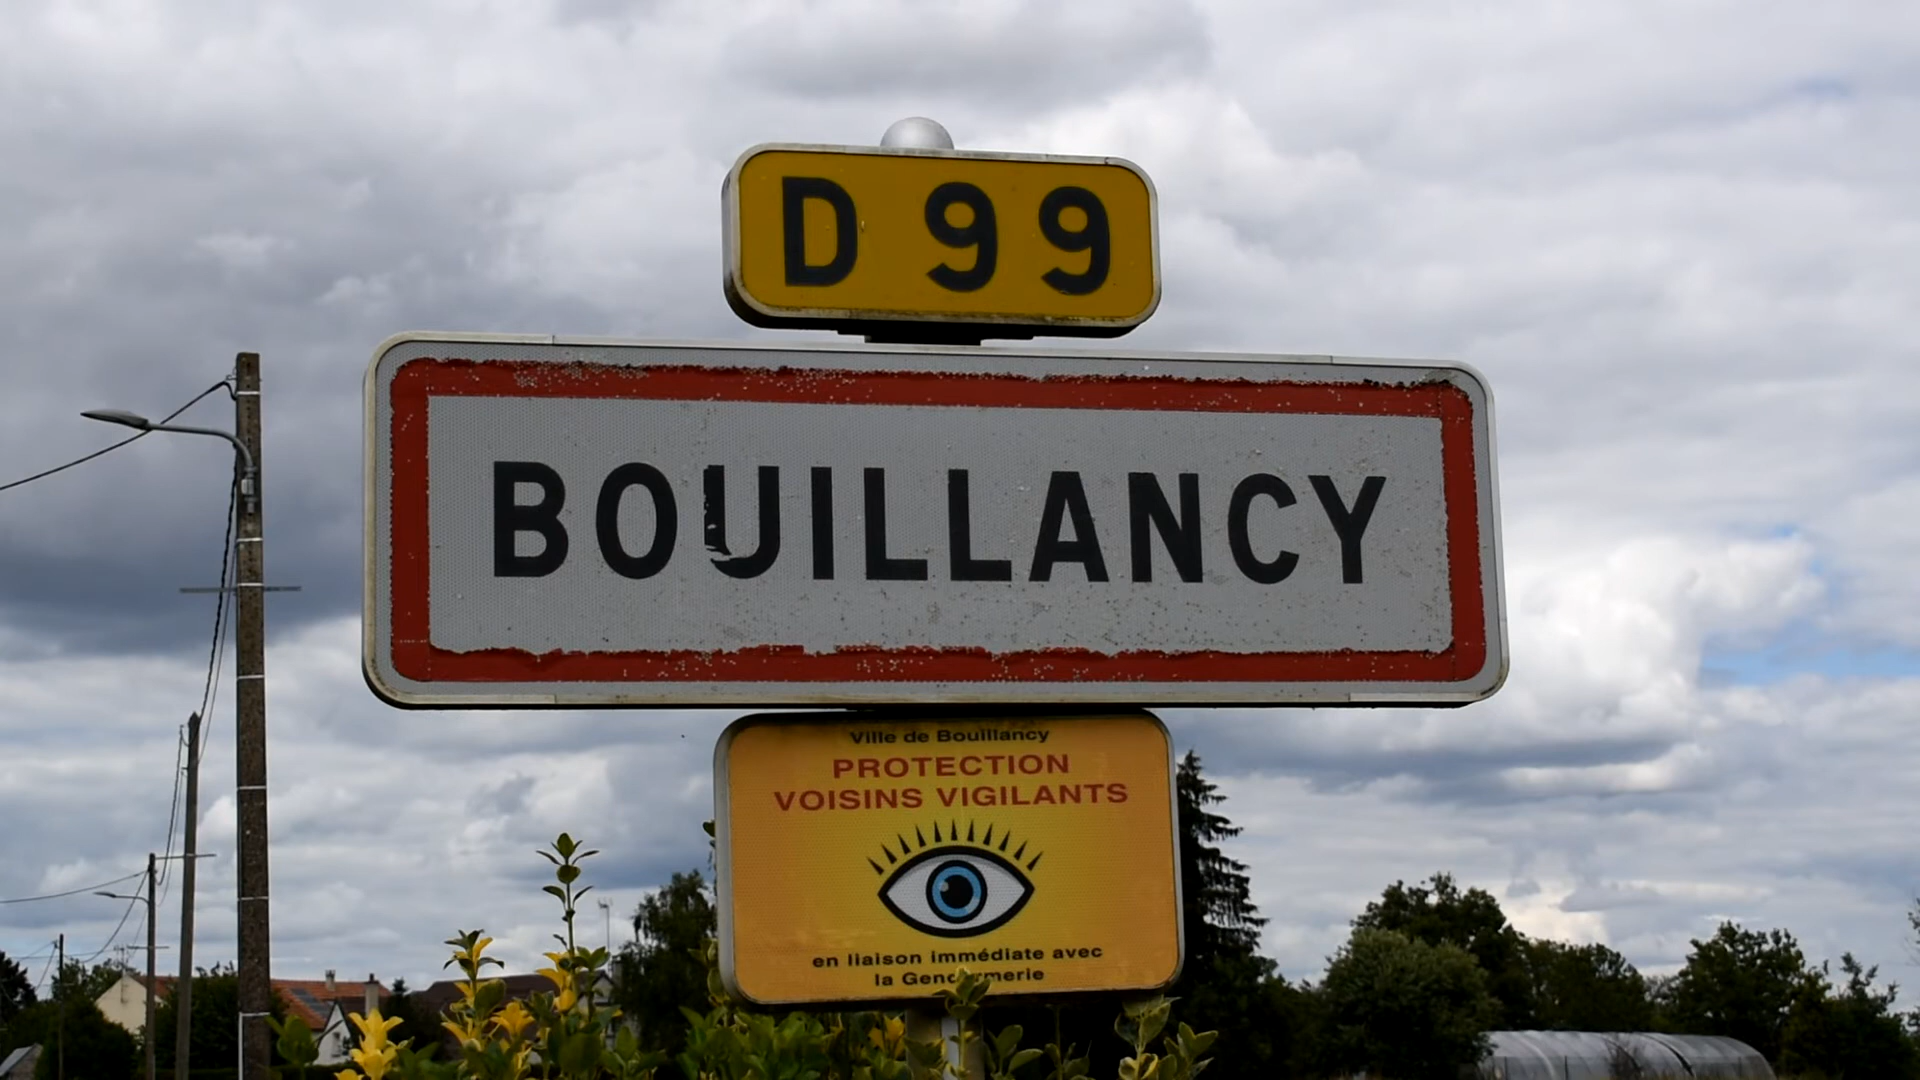 D 99
BOUILLANCY
Ville de Bouillancy
PROTECTION
VOISINS VIGILANTS
en liaison immédiate avec
la Gendarmerie